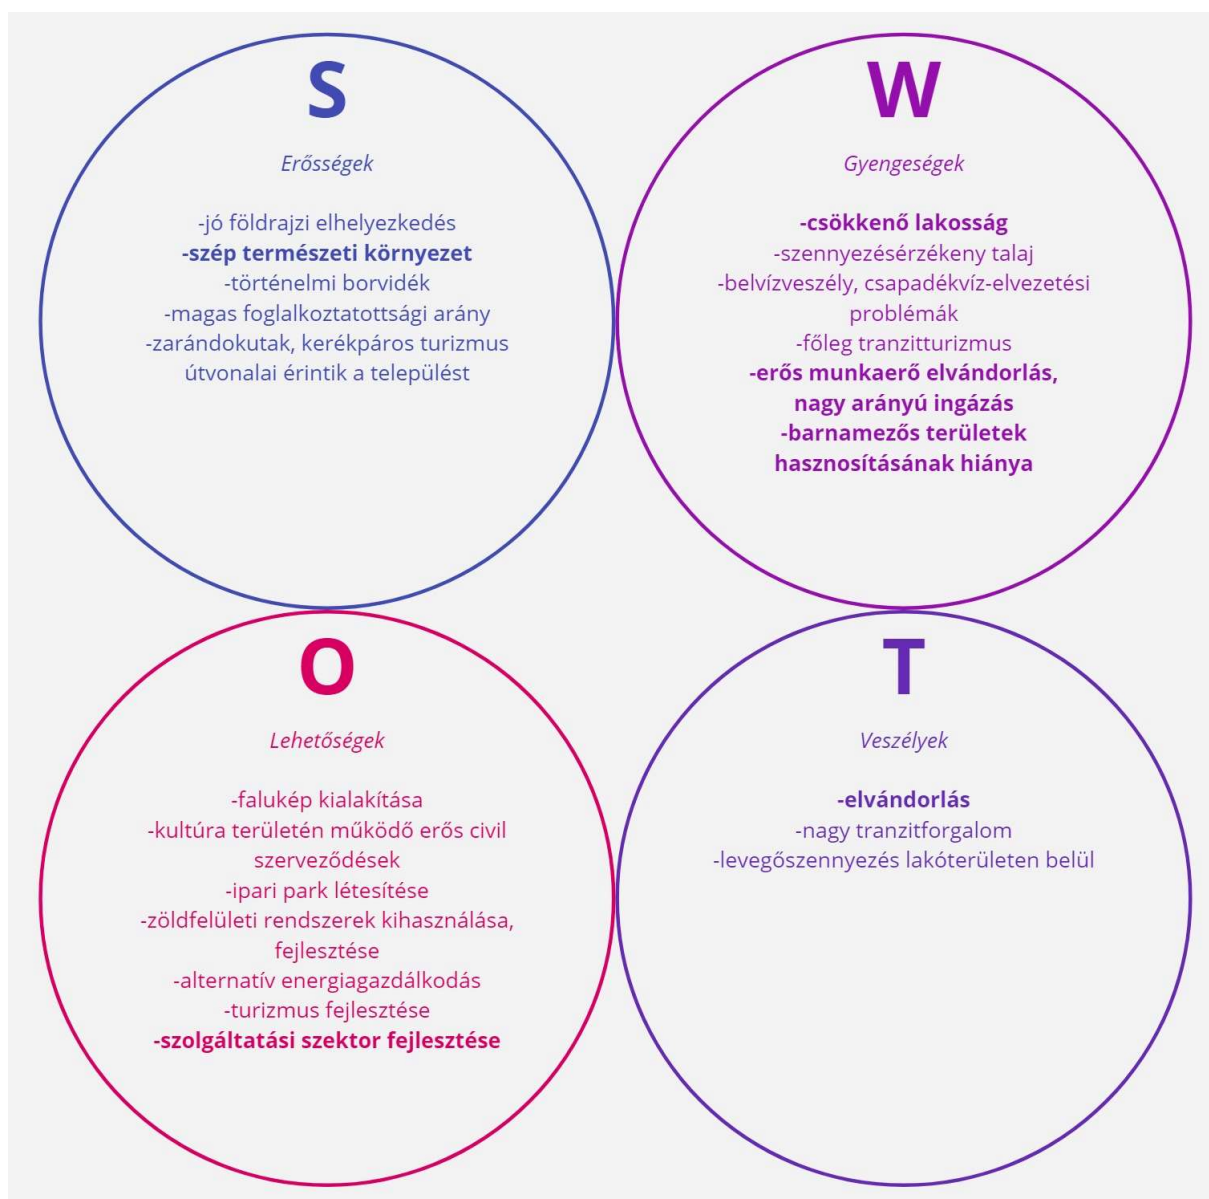 S
Erősségek
-jó földrajzi elhelyezkedés
-szép természeti környezet
-történelmi borvidék
-magas foglalkoztatottsági arány
-zarándokutak, kerékpáros turizmus
útvonalai érintik a települést
W
Gyengeségek
-csökkenő lakosság
-szennyezésérzékeny talaj
-belvízveszély, csapadékvíz-elvezetési
problémák
-főleg tranzitturizmus
-erős munkaerő elvándorlás,
nagy arányú ingázás
-barnamezős területek
hasznosításának hiánya
O
Lehetőségek
-falukép kialakítása
-kultúra területén működő erős civil
szerveződések
-ipari park létesítése
-zöldfelületi rendszerek kihasználása,
fejlesztése
-alternatív energiagazdálkodás
-turizmus fejlesztése
-szolgáltatási szektor fejlesztése
T
Veszélyek
-elvándorlás
-nagy tranzitforgalom
-levegőszennyezés lakóterületen belül